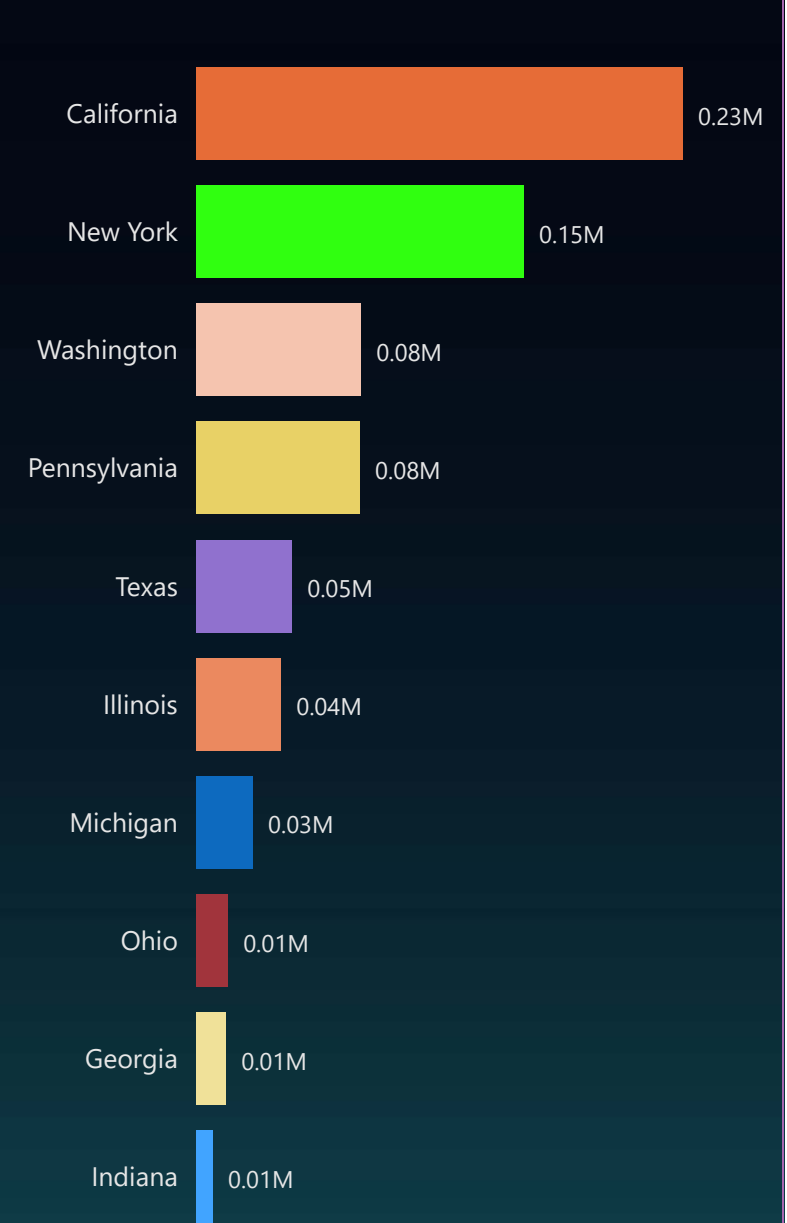 California 0.23M
New York 0.15M
Washington 0.08M
Pennsylvania 0.08M
Texas 0.05M
Illinois 0.04M
Michigan 0.03M
Ohio 0.01M
Georgia 0.01M
Indiana 0.01M